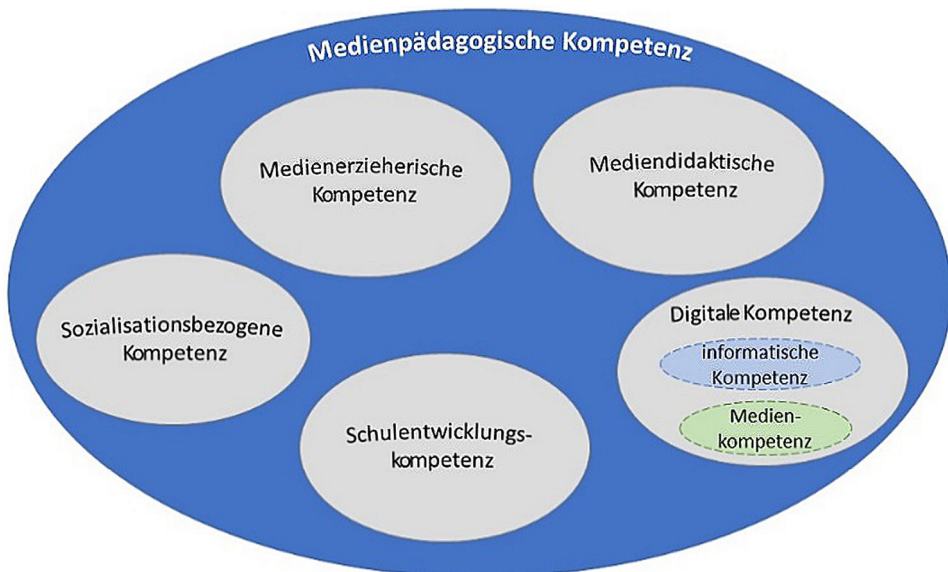 Medienpädagogische Kompetenz
Medienerzieherische
Kompetenz
Mediendidaktische
Kompetenz
Sozialisationsbezogene
Kompetenz
Digitale Kompetenz
informatische
Kompetenz
Medien-
kompetenz
Schulentwicklungs-
kompetenz